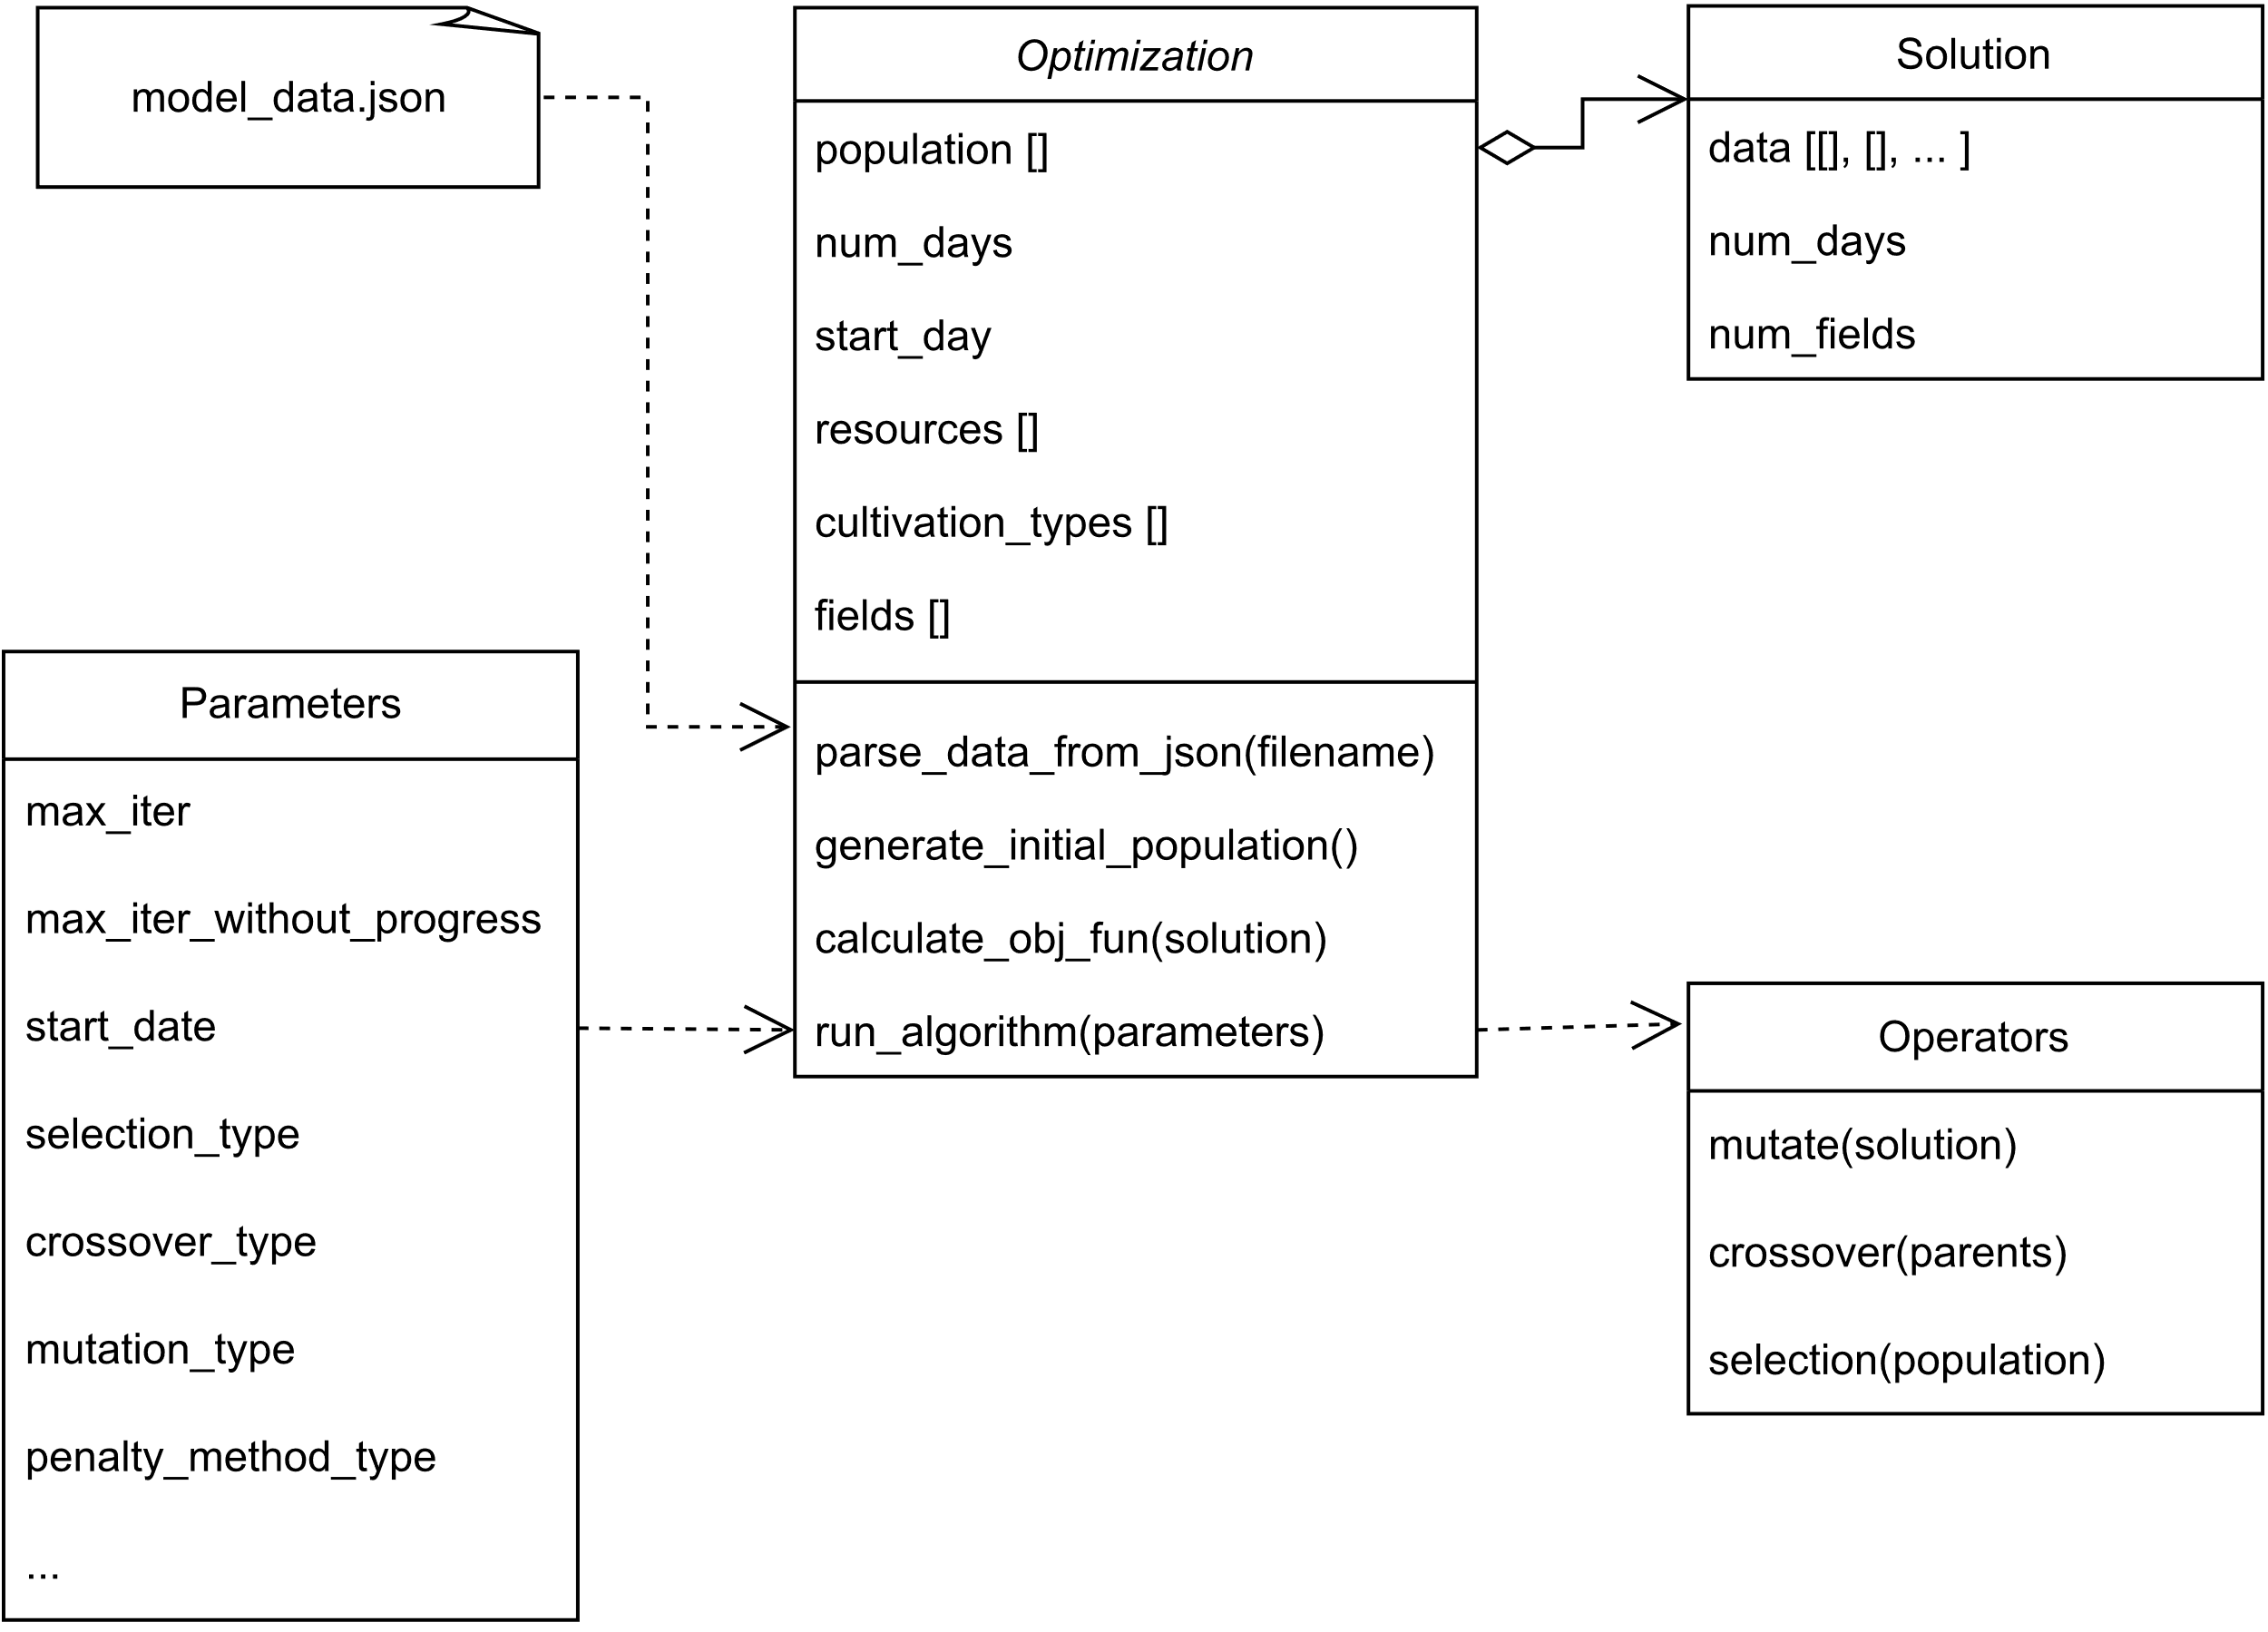 model_data.json
Optimization
population []
num_days
start_day
resources []
cultivation_types []
fields []
parse_data_from_json(filename)
generate_initial_population()
calculate_obj_fun(solution)
run_algorithm(parameters)
Solution
data [[], [], ... ]
num_days
num_fields
Parameters
max_iter
max_iter_without_progress
start_date
selection_type
crossover_type
mutation_type
penalty_method_type
...
Operators
mutate(solution)
crossover(parents)
selection(population)